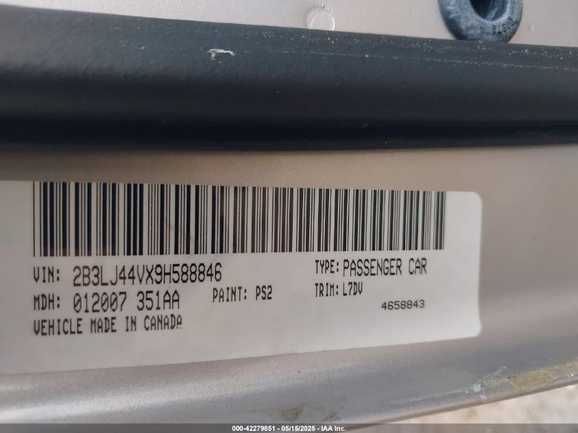 VIN: 2B3LJ44VX9H588846 TYPE: PASSENGER CAR
MDH: 012007 351AA PAINT: PS2 TRIM: L7DV
4658843
VEHICLE MADE IN CANADA
000-42279851 - 05/15/2025 - IAA Inc.